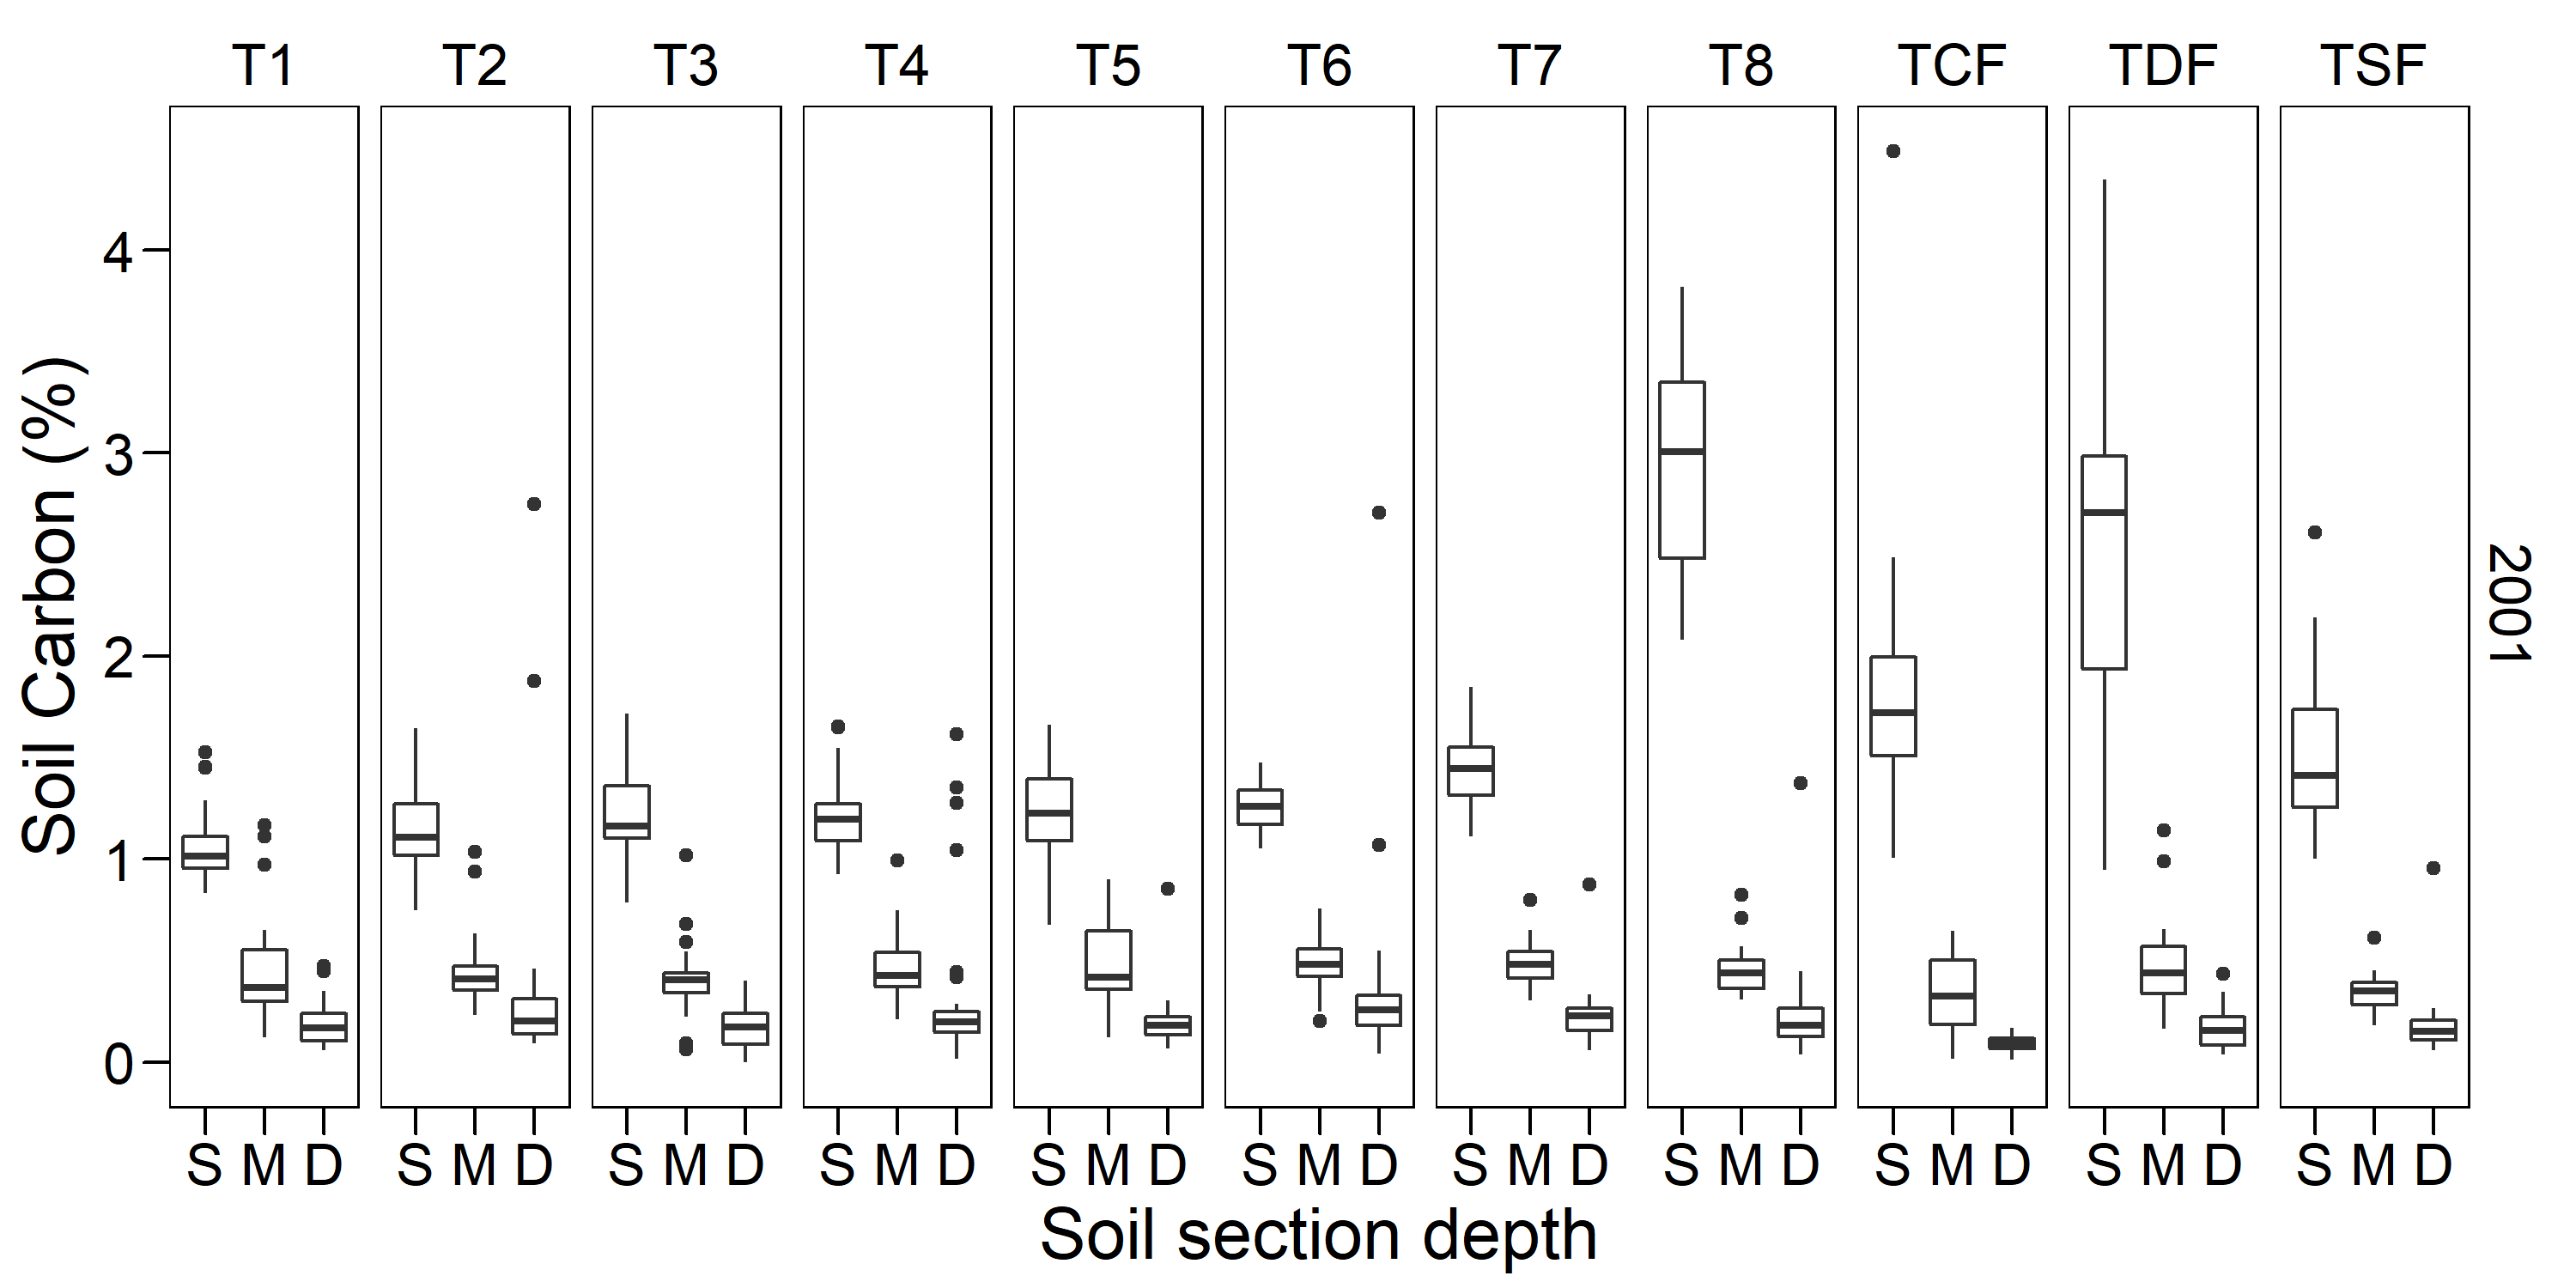 T1 T2 T3 T4 T5 T6 T7 T8 TCF TDF TSF
Soil Carbon (%)
4
3
2
1
0
2001
S M D S M D S M D S M D S M D S M D S M D S M D S M D S M D S M D
Soil section depth